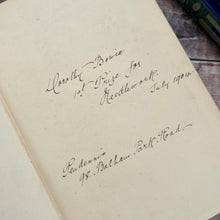 Dorothy Bowie
1st Prize for
Needlework.
July 1904.
Pendennis
98. Balham Park Road.